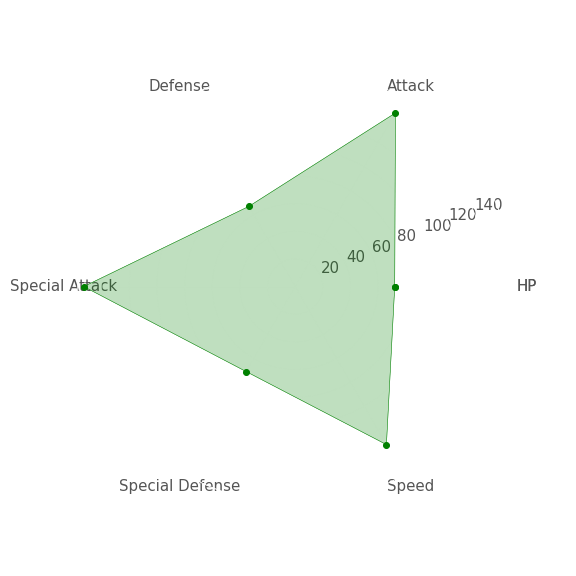 Defense
Attack
140
120
100
80
60
40
20
Special Attack
HP
Special Defense
Speed